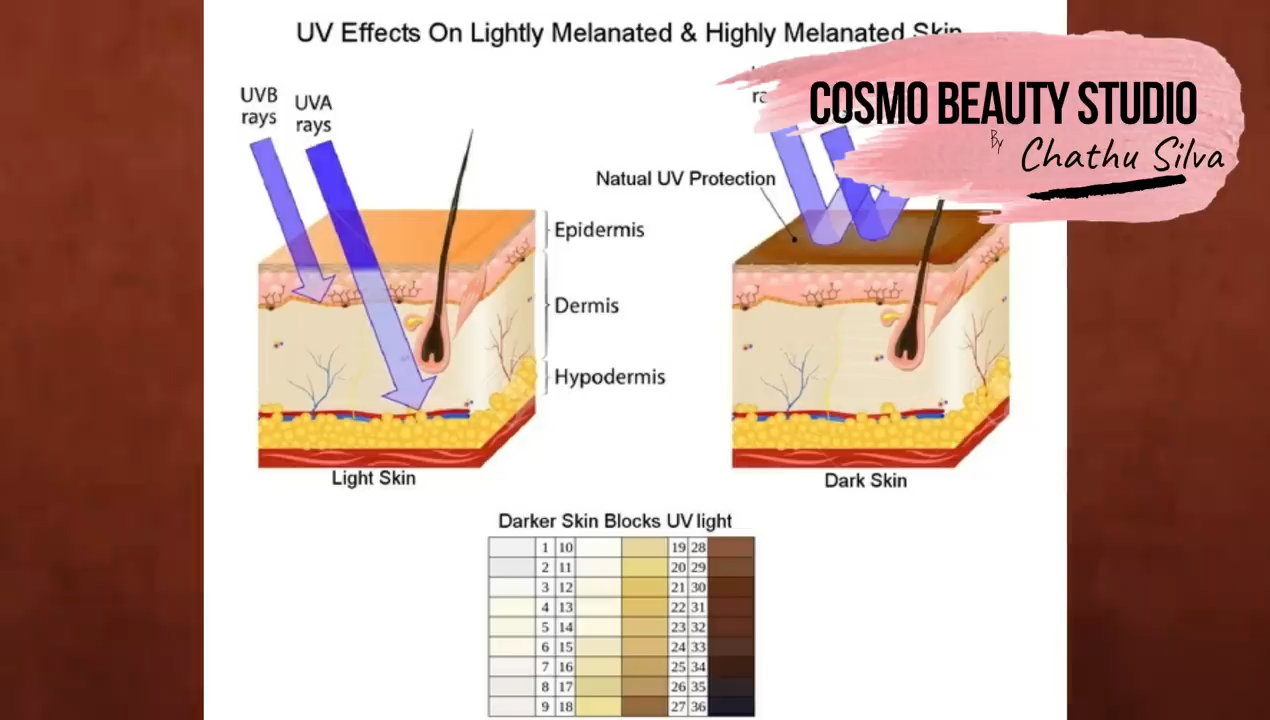 UV Effects On Lightly Melanated & Highly Melanated Skin
COSMO BEAUTY STUDIO
By Chathu Silva
UVB
rays
UVA
rays
Natual UV Protection
Epidermis
Dermis
Hypodermis
Light Skin
Dark Skin
Darker Skin Blocks UV light
1 10 19 28
2 11 20 29
3 12 21 30
4 13 22 31
5 14 23 32
6 15 24 33
7 16 25 34
8 17 26 35
9 18 27 36